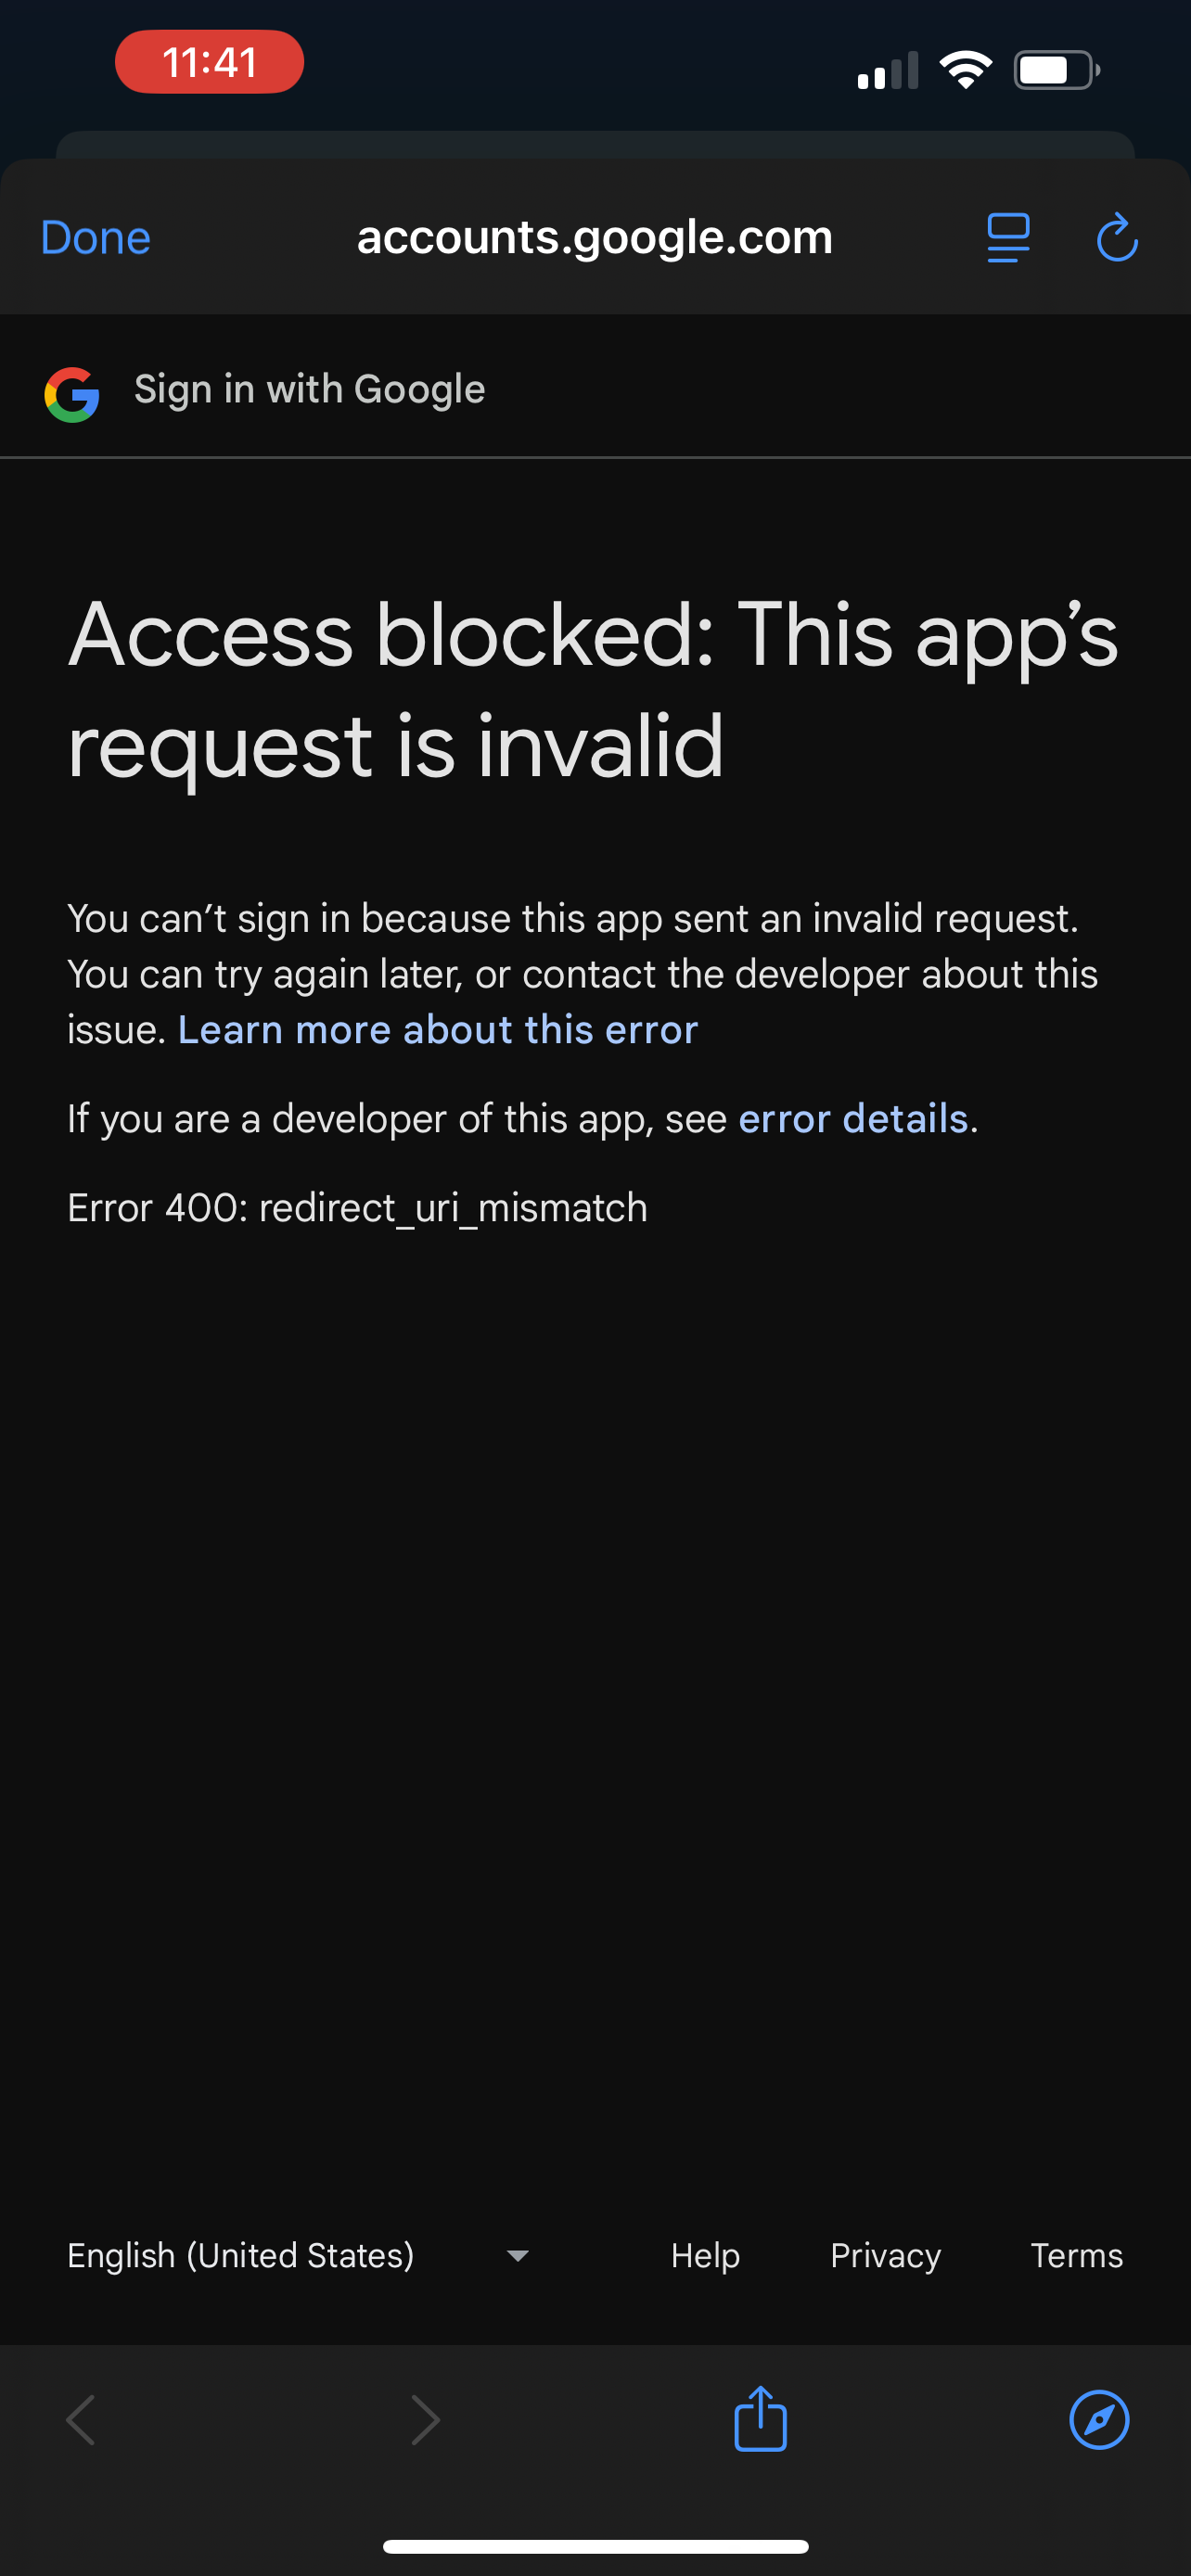 11:41
Done
accounts.google.com
Sign in with Google
Access blocked: This app’s
request is invalid
You can’t sign in because this app sent an invalid request.
You can try again later, or contact the developer about this
issue. Learn more about this error
If you are a developer of this app, see error details.
Error 400: redirect_uri_mismatch
English (United States)
Help
Privacy
Terms